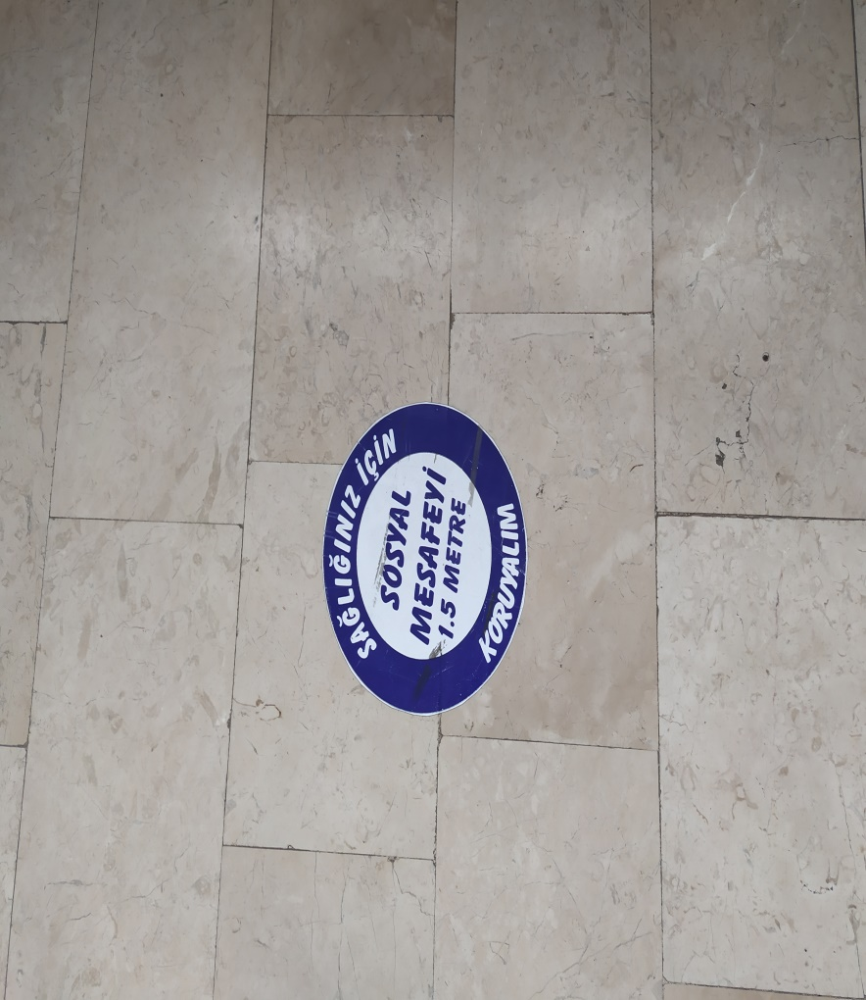 SAĞLIĞINIZ İÇİN
SOSYAL
MESAFEYİ
1.5 METRE
KORUYALIM